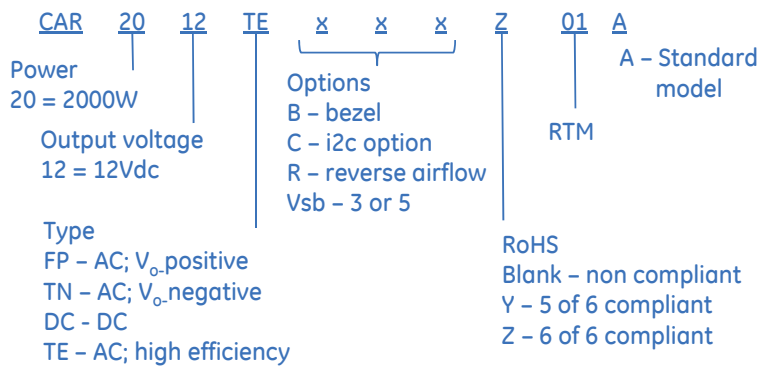 CAR 20 12 TE x x x Z 01 A
A – Standard
model
Power
20 = 2000W
Options
B – bezel
C – i2c option
R – reverse airflow
Vsb – 3 or 5
RTM
Output voltage
12 = 12Vdc
Type
FP – AC; Vo-positive
TN – AC; Vo-negative
DC - DC
TE – AC; high efficiency
RoHS
Blank – non compliant
Y – 5 of 6 compliant
Z – 6 of 6 compliant